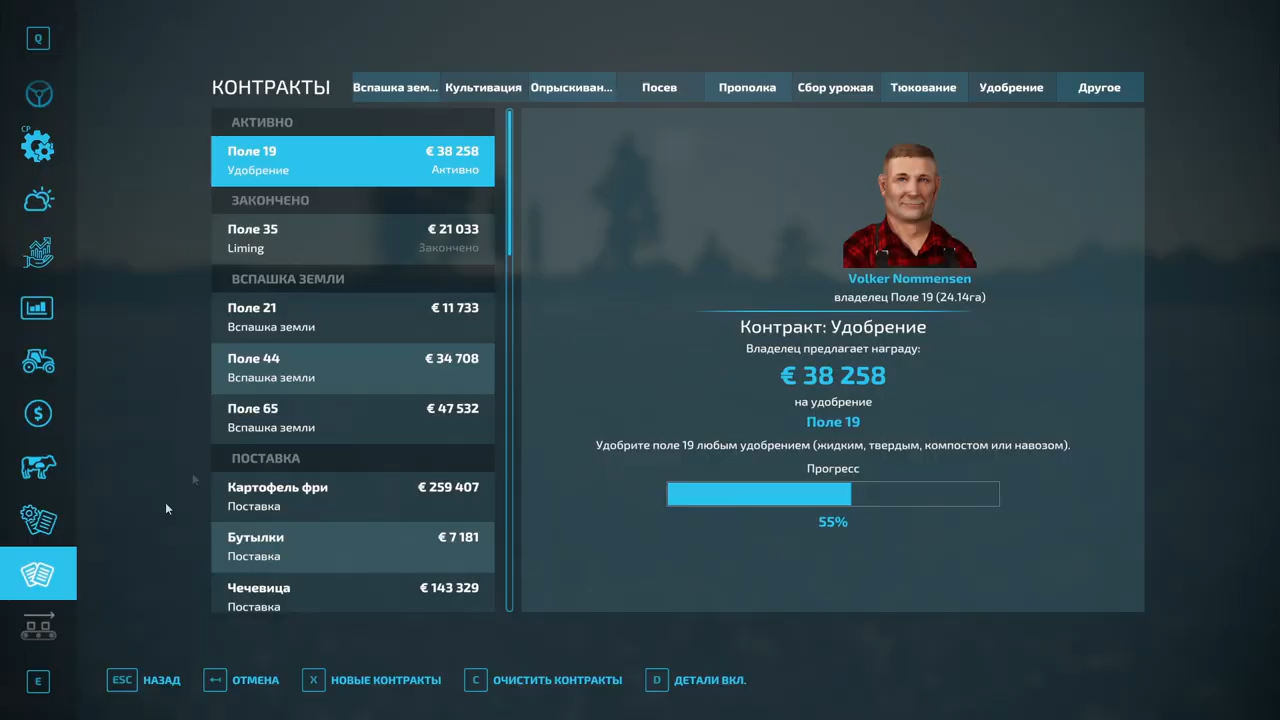 Q
CP
E
КОНТРАКТЫ
Вспашка зем... Культивация Опрыскиван... Посев Прополка Сбор урожая Тюкование Удобрение Другое
АКТИВНО
Поле 19 € 38 258
Удобрение Активно
ЗАКОНЧЕНО
Поле 35 € 21 033
Liming Закончено
ВСПАШКА ЗЕМЛИ
Поле 21 € 11 733
Вспашка земли
Поле 44 € 34 708
Вспашка земли
Поле 65 € 47 532
Вспашка земли
ПОСТАВКА
Картофель фри € 259 407
Поставка
Бутылки € 7 181
Поставка
Чечевица € 143 329
Поставка
Volker Nommensen
владелец Поле 19 (24.14га)
Контракт: Удобрение
Владелец предлагает награду:
€ 38 258
на удобрение
Поле 19
Удобрите поле 19 любым удобрением (жидким, твердым, компостом или навозом).
Прогресс
55%
ESC НАЗАД ОТМЕНА X НОВЫЕ КОНТРАКТЫ C ОЧИСТИТЬ КОНТРАКТЫ D ДЕТАЛИ ВКЛ.